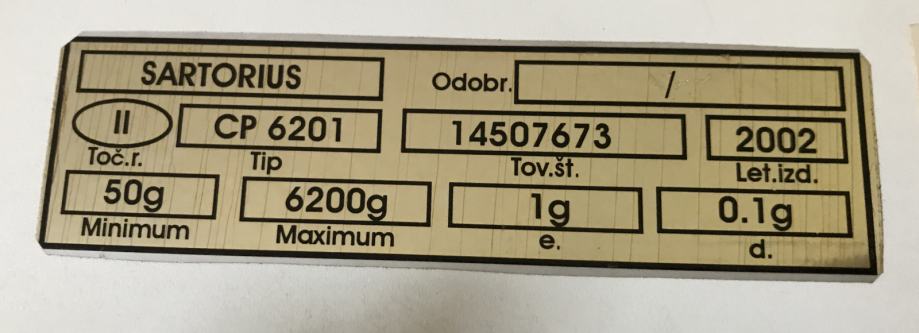 SARTORIUS Odobr. /
II CP 6201 14507673 2002
Toč.r. Tip Tov.št. Let.izd.
50g 6200g 1g 0.1g
Minimum Maximum e. d.